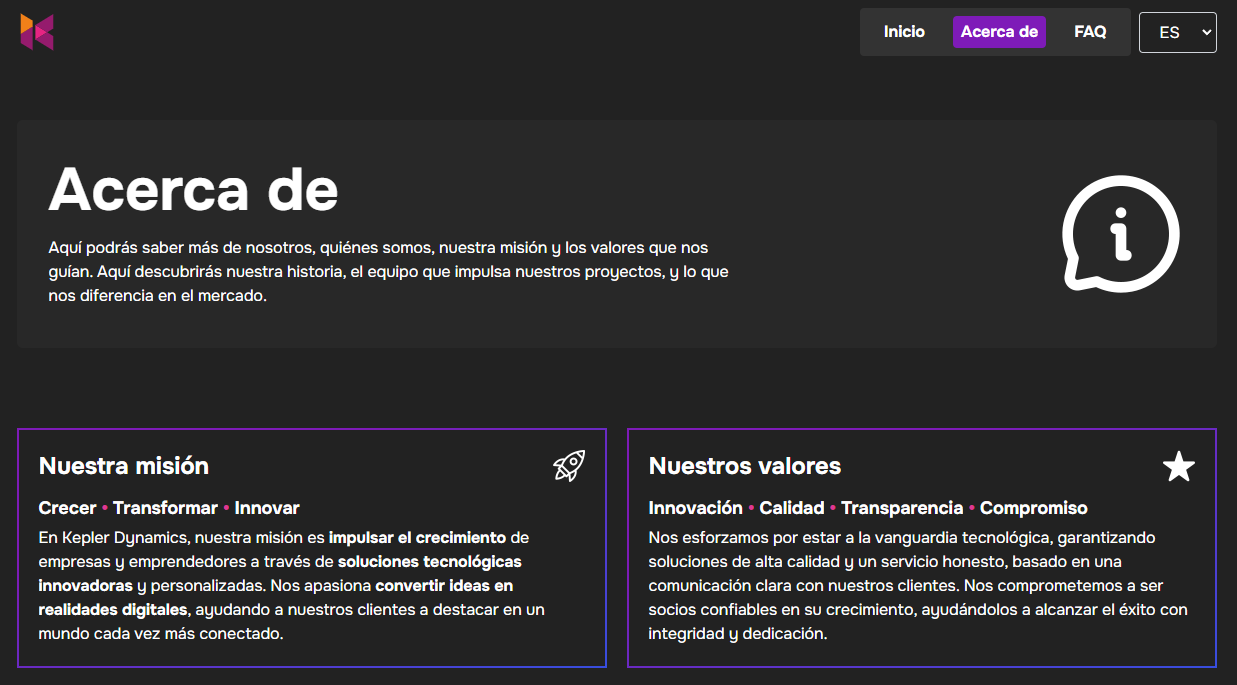 Inicio
Acerca de
FAQ
ES
Acerca de
Aquí podrás saber más de nosotros, quiénes somos, nuestra misión y los valores que nos
guían. Aquí descubrirás nuestra historia, el equipo que impulsa nuestros proyectos, y lo que
nos diferencia en el mercado.
Nuestra misión
Crecer • Transformar • Innovar
En Kepler Dynamics, nuestra misión es impulsar el crecimiento de
empresas y emprendedores a través de soluciones tecnológicas
innovadoras y personalizadas. Nos apasiona convertir ideas en
realidades digitales, ayudando a nuestros clientes a destacar en un
mundo cada vez más conectado.
Nuestros valores
Innovación • Calidad • Transparencia • Compromiso
Nos esforzamos por estar a la vanguardia tecnológica, garantizando
soluciones de alta calidad y un servicio honesto, basado en una
comunicación clara con nuestros clientes. Nos comprometemos a ser
socios confiables en su crecimiento, ayudándolos a alcanzar el éxito con
integridad y dedicación.